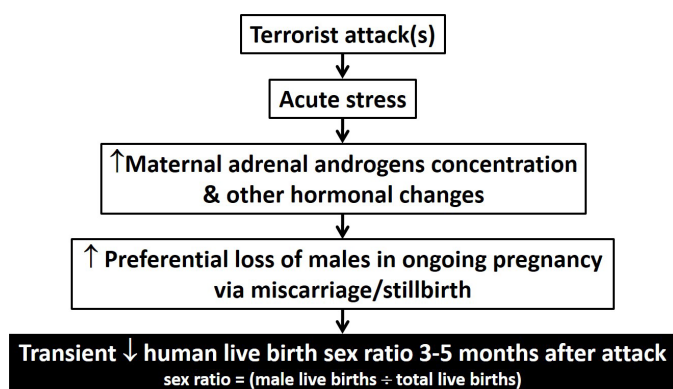 Terrorist attack(s)
Acute stress
↑Maternal adrenal androgens concentration
& other hormonal changes
↑ Preferential loss of males in ongoing pregnancy
via miscarriage/stillbirth
Transient ↓ human live birth sex ratio 3-5 months after attack
sex ratio = (male live births ÷ total live births)